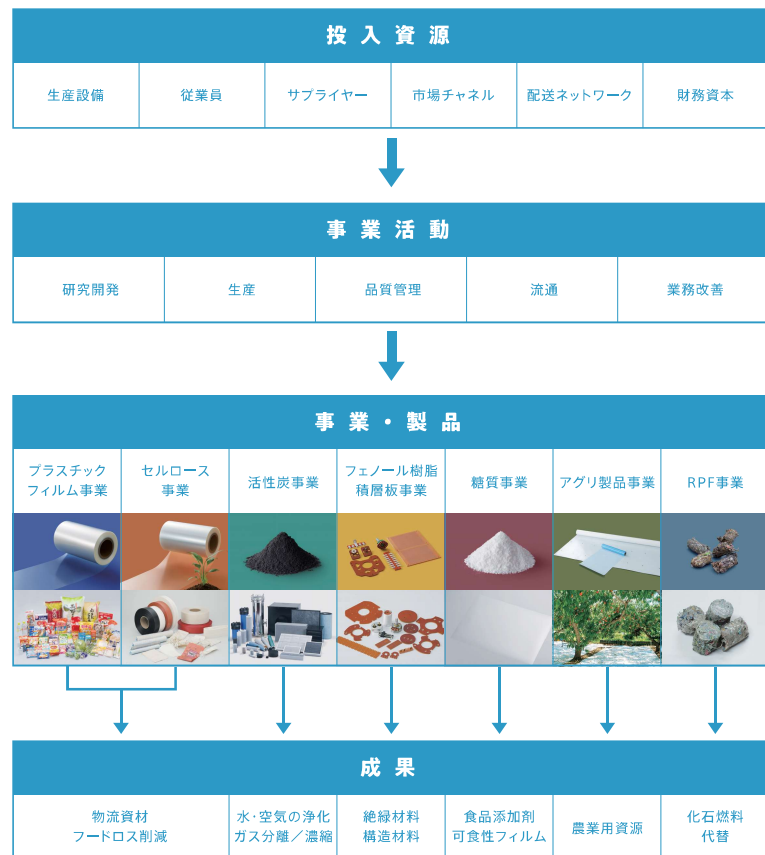 投入資源
生産設備
従業員
サプライヤー
市場チャネル
配送ネットワーク
財務資本
事業活動
研究開発
生産
品質管理
流通
業務改善
事業・製品
プラスチック
フィルム事業
セルロース
事業
活性炭事業
フェノール樹脂
積層板事業
糖質事業
アグリ製品事業
RPF事業
成果
物流資材
フードロス削減
水・空気の浄化
ガス分離／濃縮
絶縁材料
構造材料
食品添加剤
可食性フィルム
農業用資源
化石燃料
代替